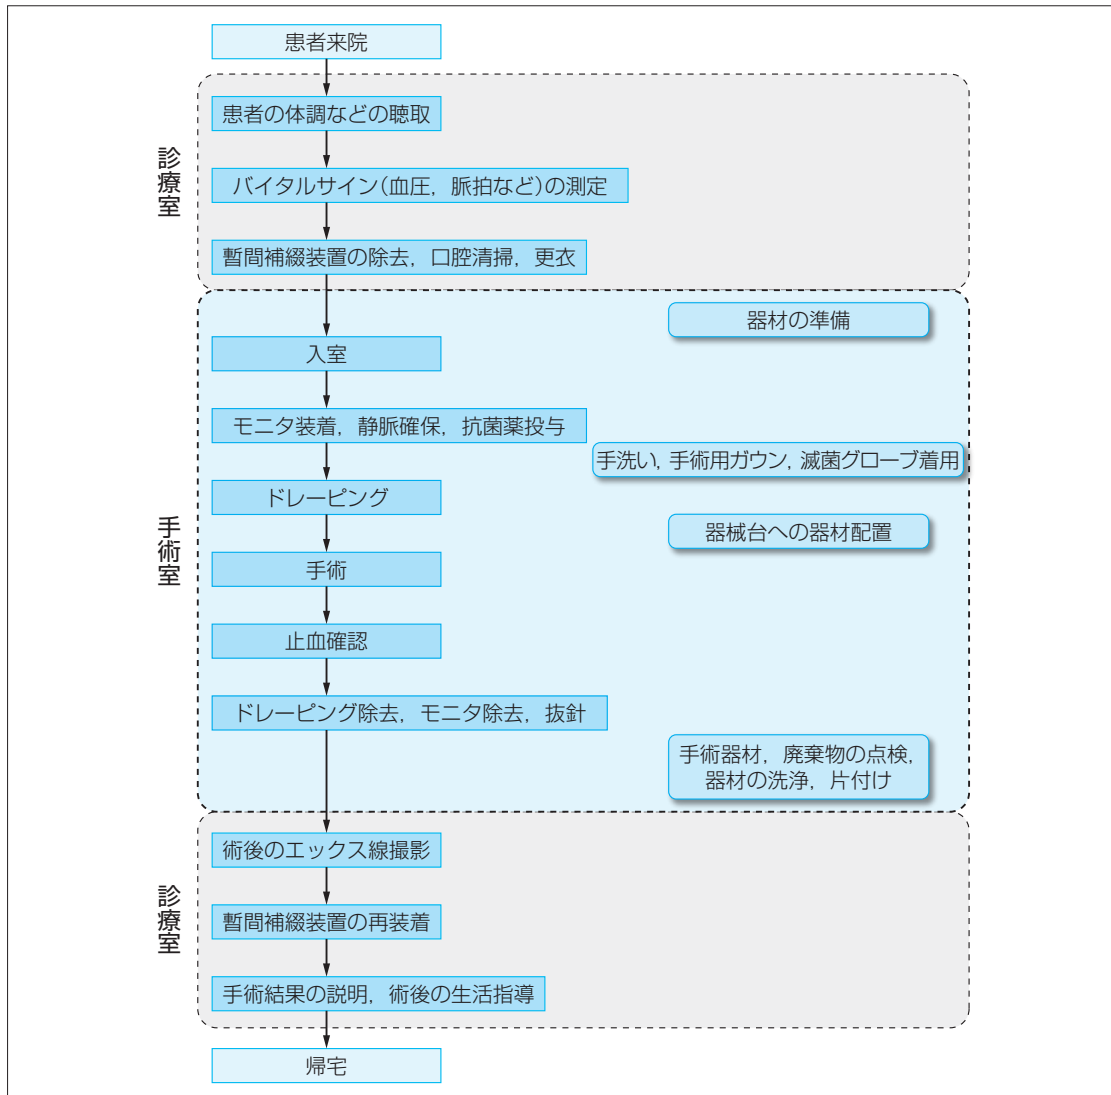 患者来院
診療室
患者の体調などの聴取
バイタルサイン(血圧，脈拍など)の測定
暫間補綴装置の除去，口腔清掃，更衣
手術室
器材の準備
入室
モニタ装着，静脈確保，抗菌薬投与
手洗い，手術用ガウン，滅菌グローブ着用
ドレーピング
器械台への器材配置
手術
止血確認
ドレーピング除去，モニタ除去，抜針
手術器材，廃棄物の点検，
器材の洗浄，片付け
診療室
術後のエックス線撮影
暫間補綴装置の再装着
手術結果の説明，術後の生活指導
帰宅